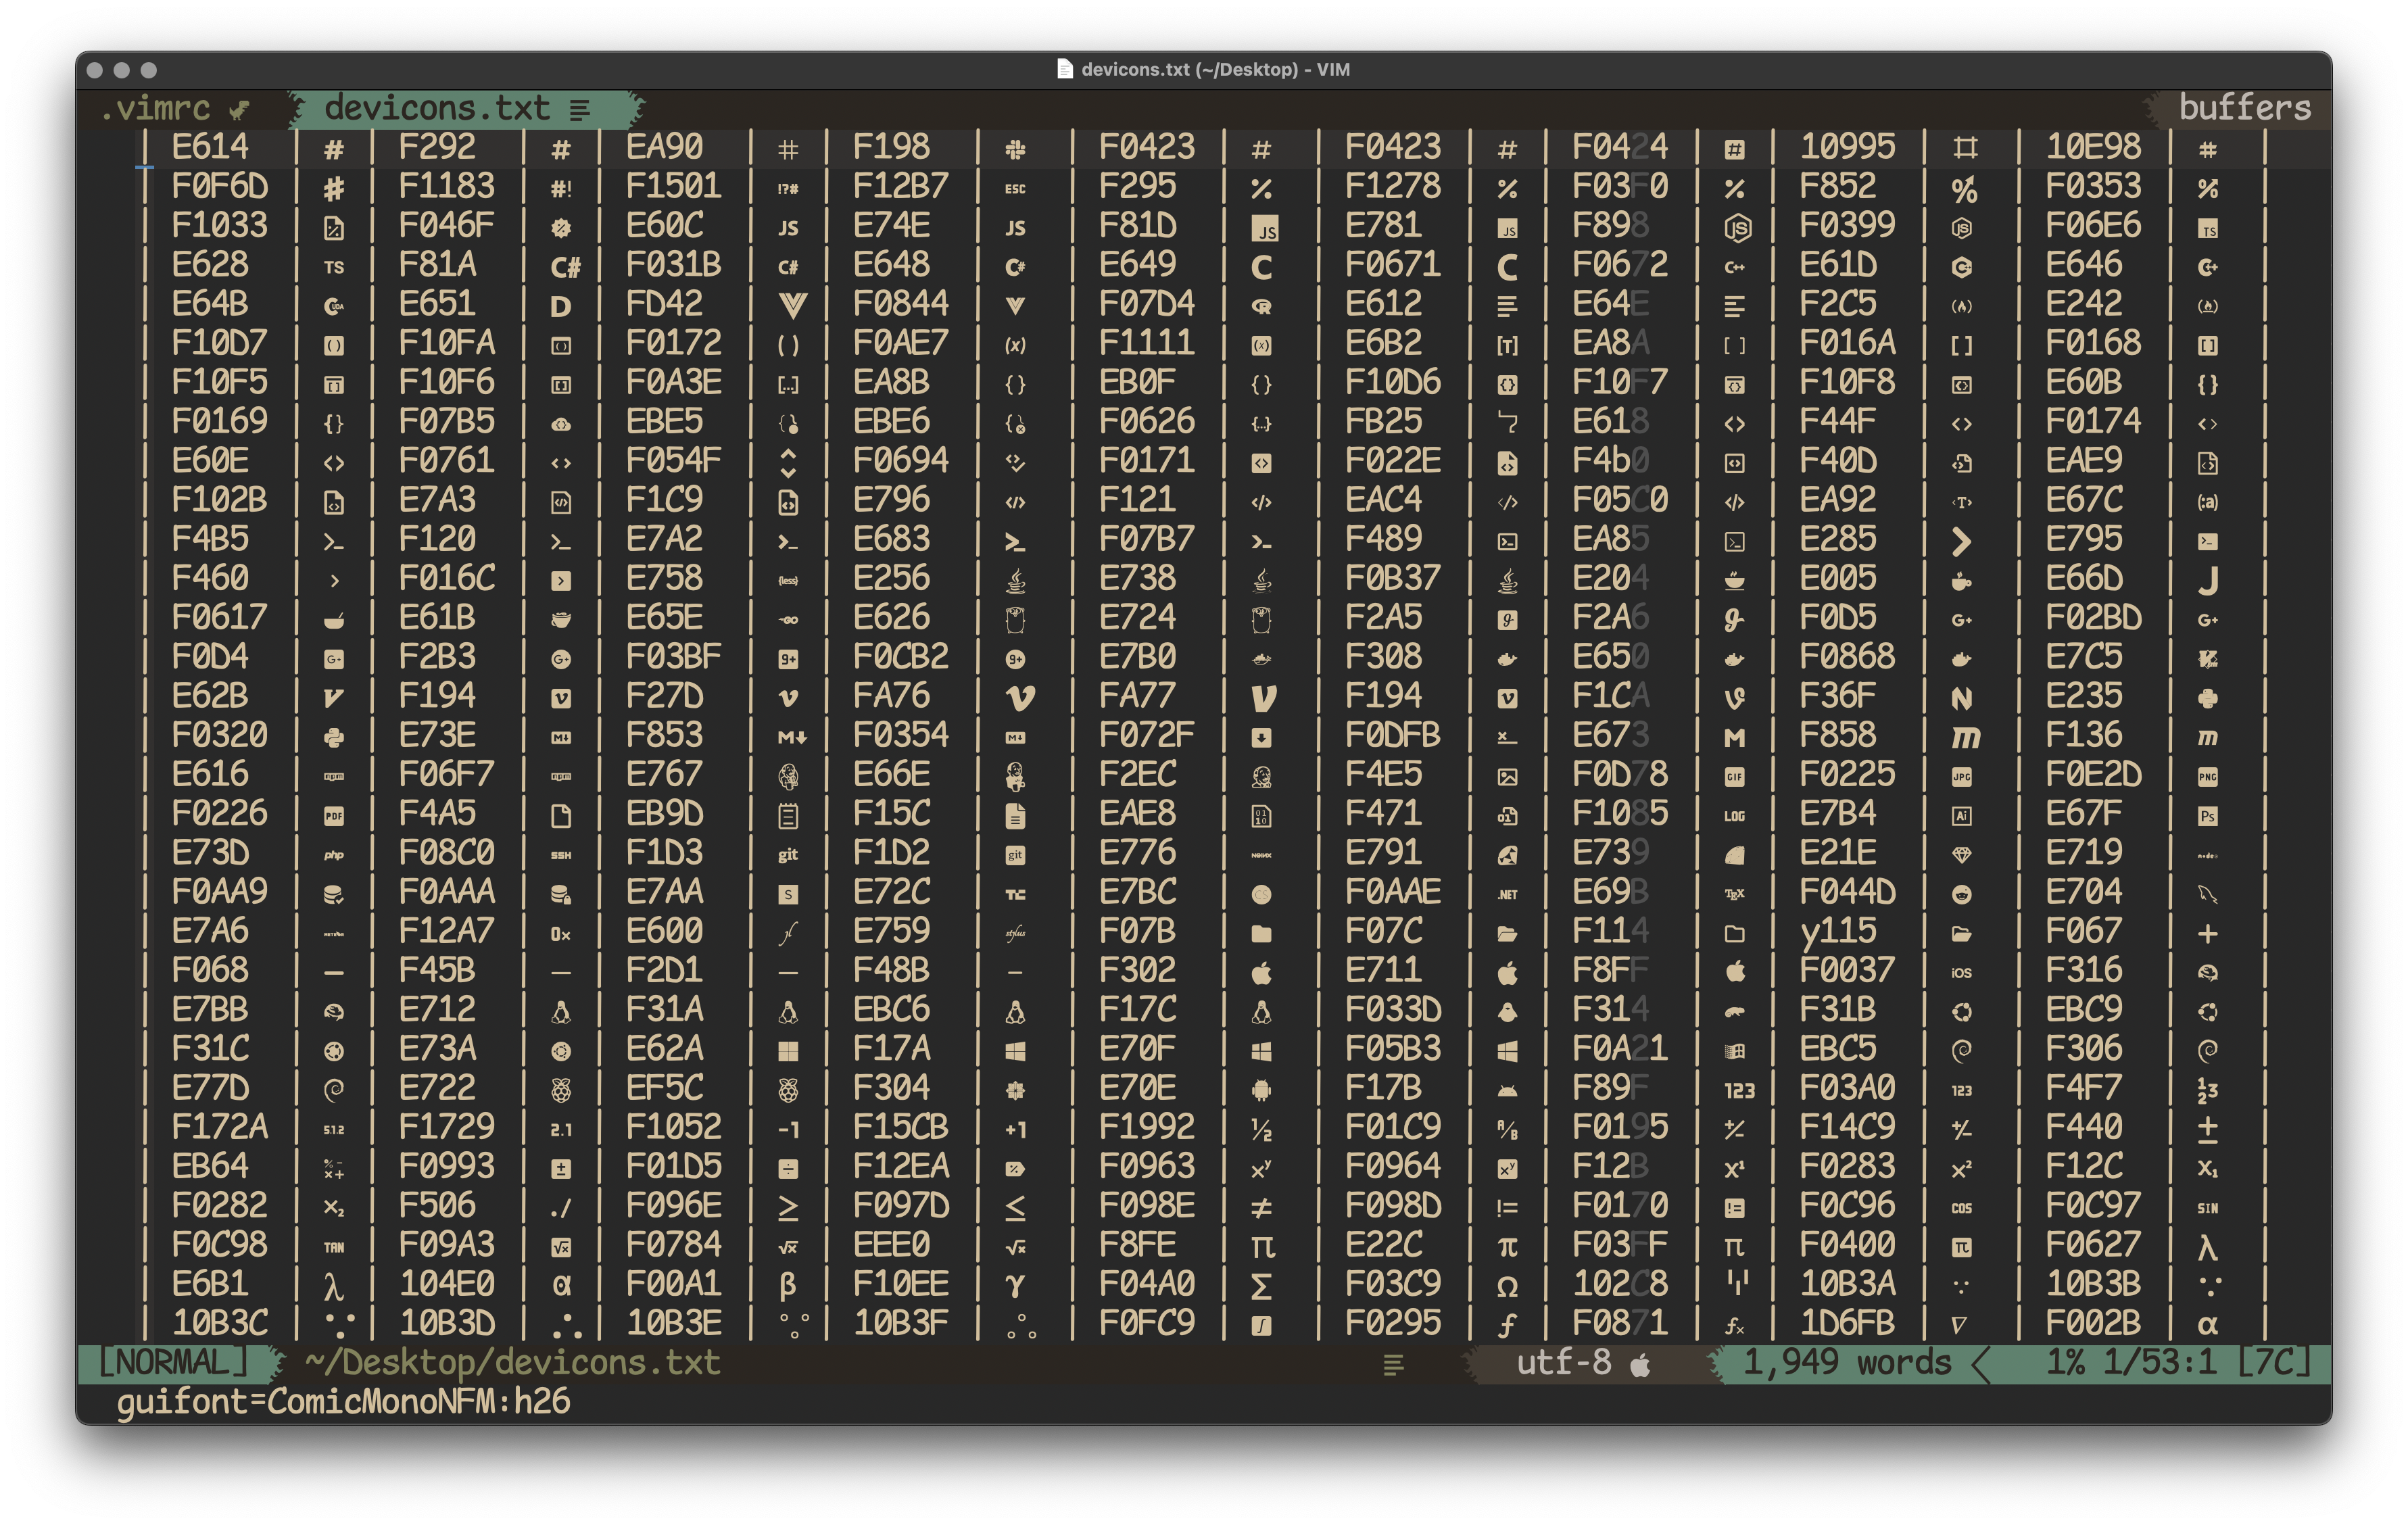 devicons.txt (~/Desktop) - VIM
.vimrc devicons.txt buffers
| E614 | # | F292 | # | EA90 | # | F198 | | F0423 | # | F0423 | # | F0424 | # | 10995 | | 10E98 | # |
| F0F6D | # | F1183 | #! | F1501 | !?# | F12B7 | ESC | F295 | % | F1278 | % | F03F0 | % | F852 | % | F0353 | % |
| F1033 | | F046F | | E60C | JS | E74E | JS | F81D | JS | E781 | JS | F898 | JS | F0399 | JS | F06E6 | TS |
| E628 | TS | F81A | C# | F031B | C# | E648 | C# | E649 | C | F0671 | C | F0672 | C++ | E61D | C | E646 | C+ |
| E64B | CUDA | E651 | D | FD42 | | F0844 | | F07D4 | R | E612 | | E64E | | F2C5 | | E242 | |
| F10D7 | () | F10FA | () | F0172 | () | F0AE7 | (x) | F1111 | (x) | E6B2 | [T] | EA8A | [ ] | F016A | [ ] | F0168 | [ ] |
| F10F5 | [ ] | F10F6 | [ ] | F0A3E | [...] | EA8B | {} | EB0F | {} | F10D6 | {} | F10F7 | {} | F10F8 | | E60B | {} |
| F0169 | {} | F07B5 | | EBE5 | | EBE6 | | F0626 | {..} | FB25 | | E618 | <> | F44F | <> | F0174 | <> |
| E60E | <> | F0761 | <> | F054F | | F0694 | | F0171 | <> | F022E | <> | F4b0 | <> | F40D | <> | EAE9 | <> |
| F102B | <> | E7A3 | </> | F1C9 | <> | E796 | </> | F121 | </> | EAC4 | </> | F05C0 | </> | EA92 | <T> | E67C | (:a) |
| F4B5 | >_ | F120 | >_ | E7A2 | >_ | E683 | >_ | F07B7 | >_ | F489 | >_ | EA85 | >_ | E285 | > | E795 | >_ |
| F460 | > | F016C | > | E758 | {less} | E256 | | E738 | | F0B37 | | E204 | | E005 | | E66D | J |
| F0617 | | E61B | | E65E | GO | E626 | | E724 | | F2A5 | g | F2A6 | g | F0D5 | G+ | F02BD | G+ |
| F0D4 | G+ | F2B3 | G+ | F03BF | g+ | F0CB2 | g+ | E7B0 | | F308 | | E650 | | F0868 | | E7C5 | |
| E62B | V | F194 | v | F27D | v | FA76 | v | FA77 | V | F194 | v | F1CA | | F36F | N | E235 | |
| F0320 | | E73E | M↓ | F853 | M↓ | F0354 | M↓ | F072F | | F0DFB | | E673 | M | F858 | m | F136 | m |
| E616 | npm | F06F7 | npm | E767 | | E66E | | F2EC | | F4E5 | | F0D78 | GIF | F0225 | JPG | F0E2D | PNG |
| F0226 | PDF | F4A5 | | EB9D | | F15C | | EAE8 | 01 10 | F471 | 01 | F1085 | LOG | E7B4 | Ai | E67F | Ps |
| E73D | php | F08C0 | SSH | F1D3 | git | F1D2 | git | E776 | NGINX | E791 | | E739 | | E21E | | E719 | node |
| F0AA9 | | F0AAA | | E7AA | S | E72C | | E7BC | CS | F0AAE | .NET | E69B | TEX | F044D | | E704 | |
| E7A6 | | F12A7 | 0x | E600 | | E759 | stylus | F07B | | F07C | | F114 | | y115 | | F067 | + |
| F068 | — | F45B | — | F2D1 | — | F48B | – | F302 | | E711 | | F8FF | | F0037 | iOS | F316 | |
| E7BB | | E712 | | F31A | | EBC6 | | F17C | | F033D | | F314 | | F31B | | EBC9 | |
| F31C | | E73A | | E62A | | F17A | | E70F | | F05B3 | | F0A21 | | EBC5 | | F306 | |
| E77D | | E722 | | EF5C | | F304 | | E70E | | F17B | | F89F | 123 | F03A0 | 123 | F4F7 | 123 |
| F172A | 5.1.2 | F1729 | 2.1 | F1052 | -1 | F15CB | +1 | F1992 | 1/2 | F01C9 | A/B | F0195 | +/- | F14C9 | +/- | F440 | ± |
| EB64 | | F0993 | ± | F01D5 | ÷ | F12EA | % | F0963 | xʸ | F0964 | xʸ | F12B | x¹ | F0283 | x² | F12C | x₁ |
| F0282 | x₂ | F506 | ./ | F096E | ≥ | F097D | ≤ | F098E | ≠ | F098D | != | F0170 | != | F0C96 | COS | F0C97 | SIN |
| F0C98 | TAN | F09A3 | √x | F0784 | √x | EEE0 | √x | F8FE | π | E22C | π | F03FF | π | F0400 | π | F0627 | λ |
| E6B1 | λ | 104E0 | α | F00A1 | β | F10EE | γ | F04A0 | Σ | F03C9 | Ω | 102C8 | | 10B3A | | 10B3B | |
| 10B3C | | 10B3D | | 10B3E | | 10B3F | | F0FC9 | ∫ | F0295 | ƒ | F0871 | fx | 1D6FB | ∇ | F002B | α |
[NORMAL] ~/Desktop/devicons.txt utf-8 1,949 words 1% 1/53:1 [7C]
guifont=ComicMonoNFM:h26